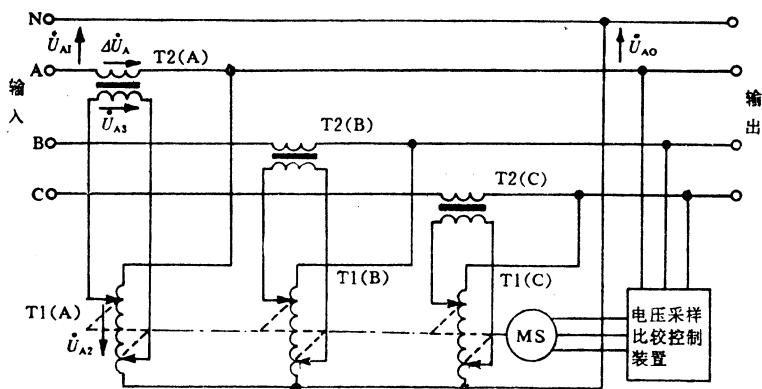 N
U̇AI
ΔU̇A
T2(A)
U̇AO
A
输入
U̇A3
输出
T2(B)
B
T2(C)
C
T1(B)
T1(C)
T1(A)
U̇A2
MS
电压采样
比较控制
装置